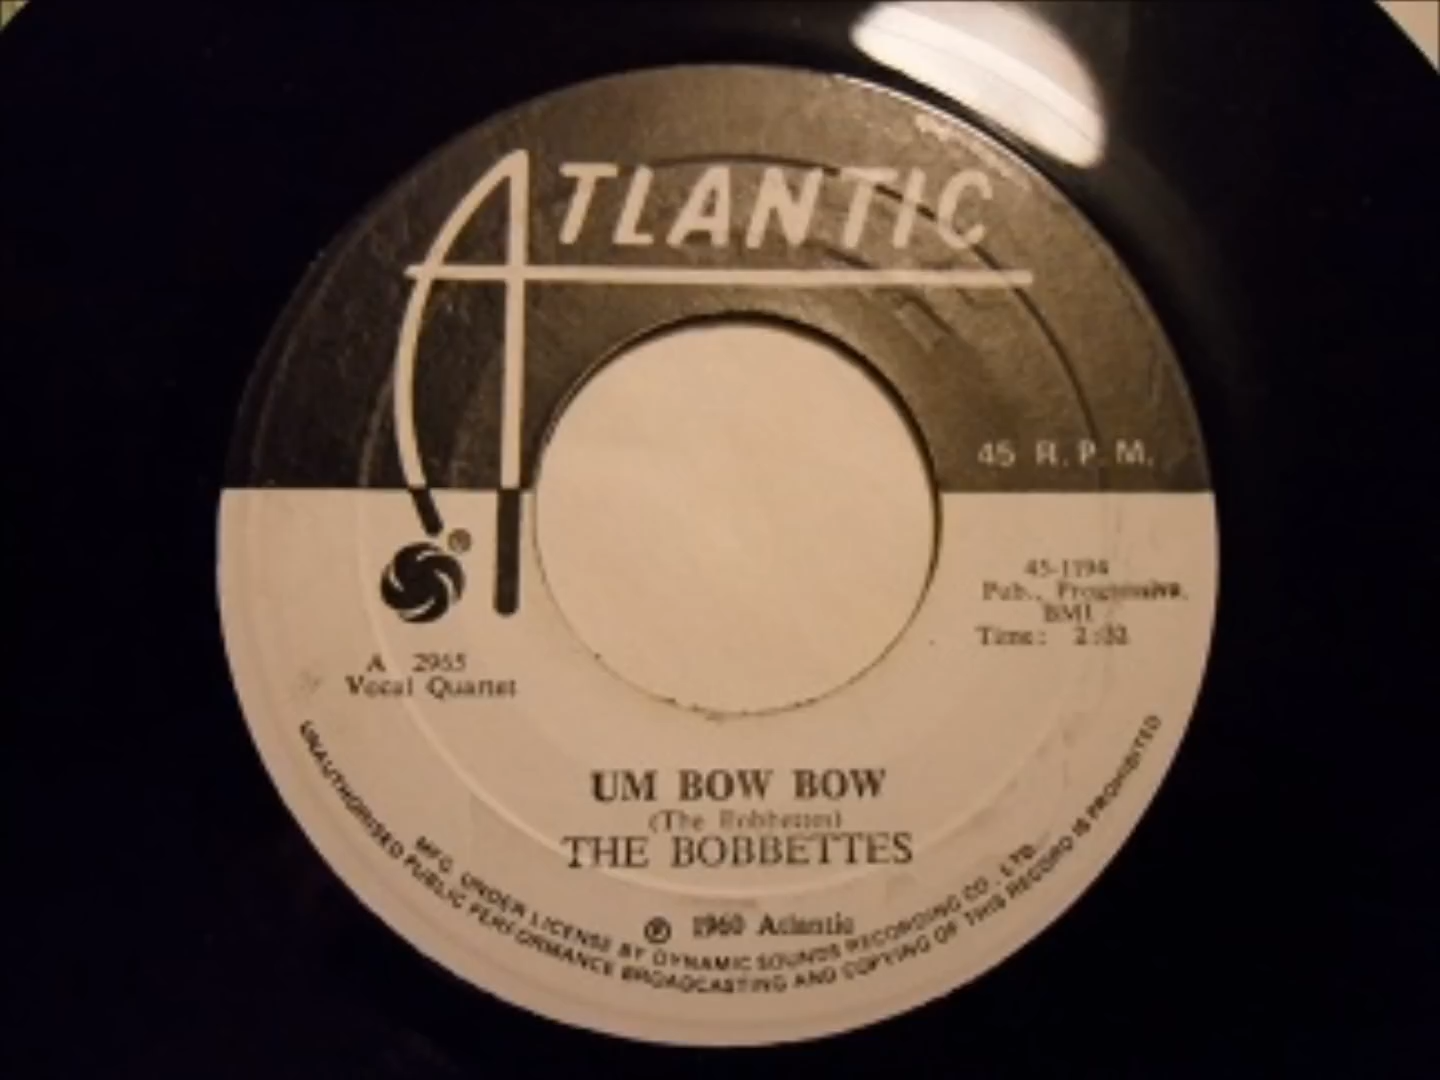 ATLANTIC
45 R.P.M.
®
45-1194
Pub., Progressive,
BMI
Time: 2:32
A 2965
Vocal Quartet
UM BOW BOW
(The Bobbettes)
THE BOBBETTES
℗ 1960 Atlantic
MFG. UNDER LICENSE BY DYNAMIC SOUNDS RECORDING CO. LTD.
UNAUTHORISED PUBLIC PERFORMANCE BROADCASTING AND COPYING OF THIS RECORD IS PROHIBITED